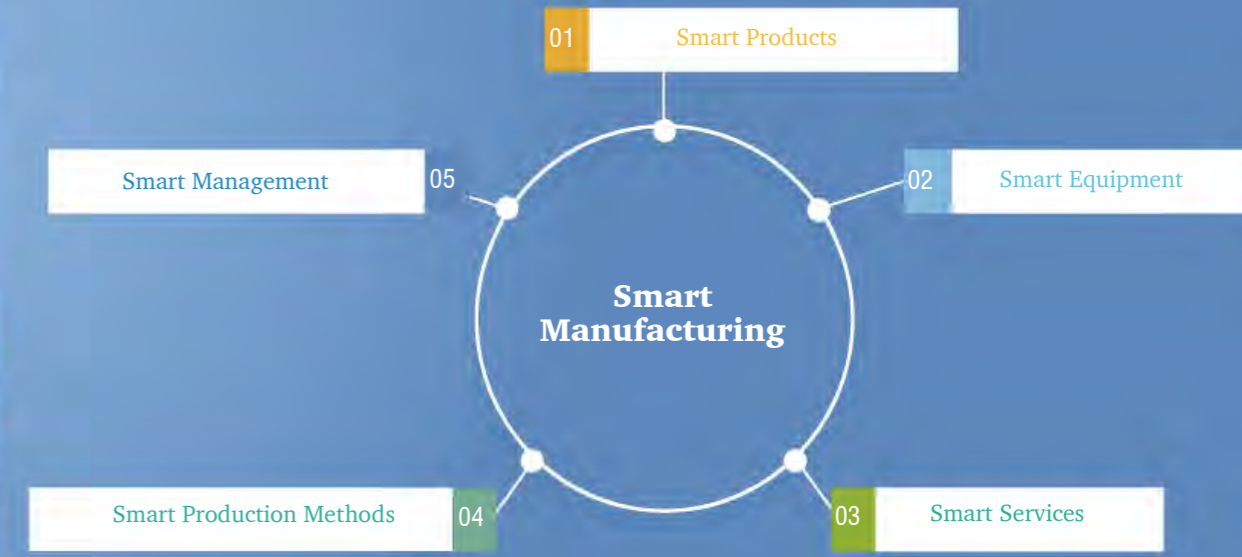 01 Smart Products
Smart Management 05
02 Smart Equipment
Smart
Manufacturing
Smart Production Methods 04
03 Smart Services